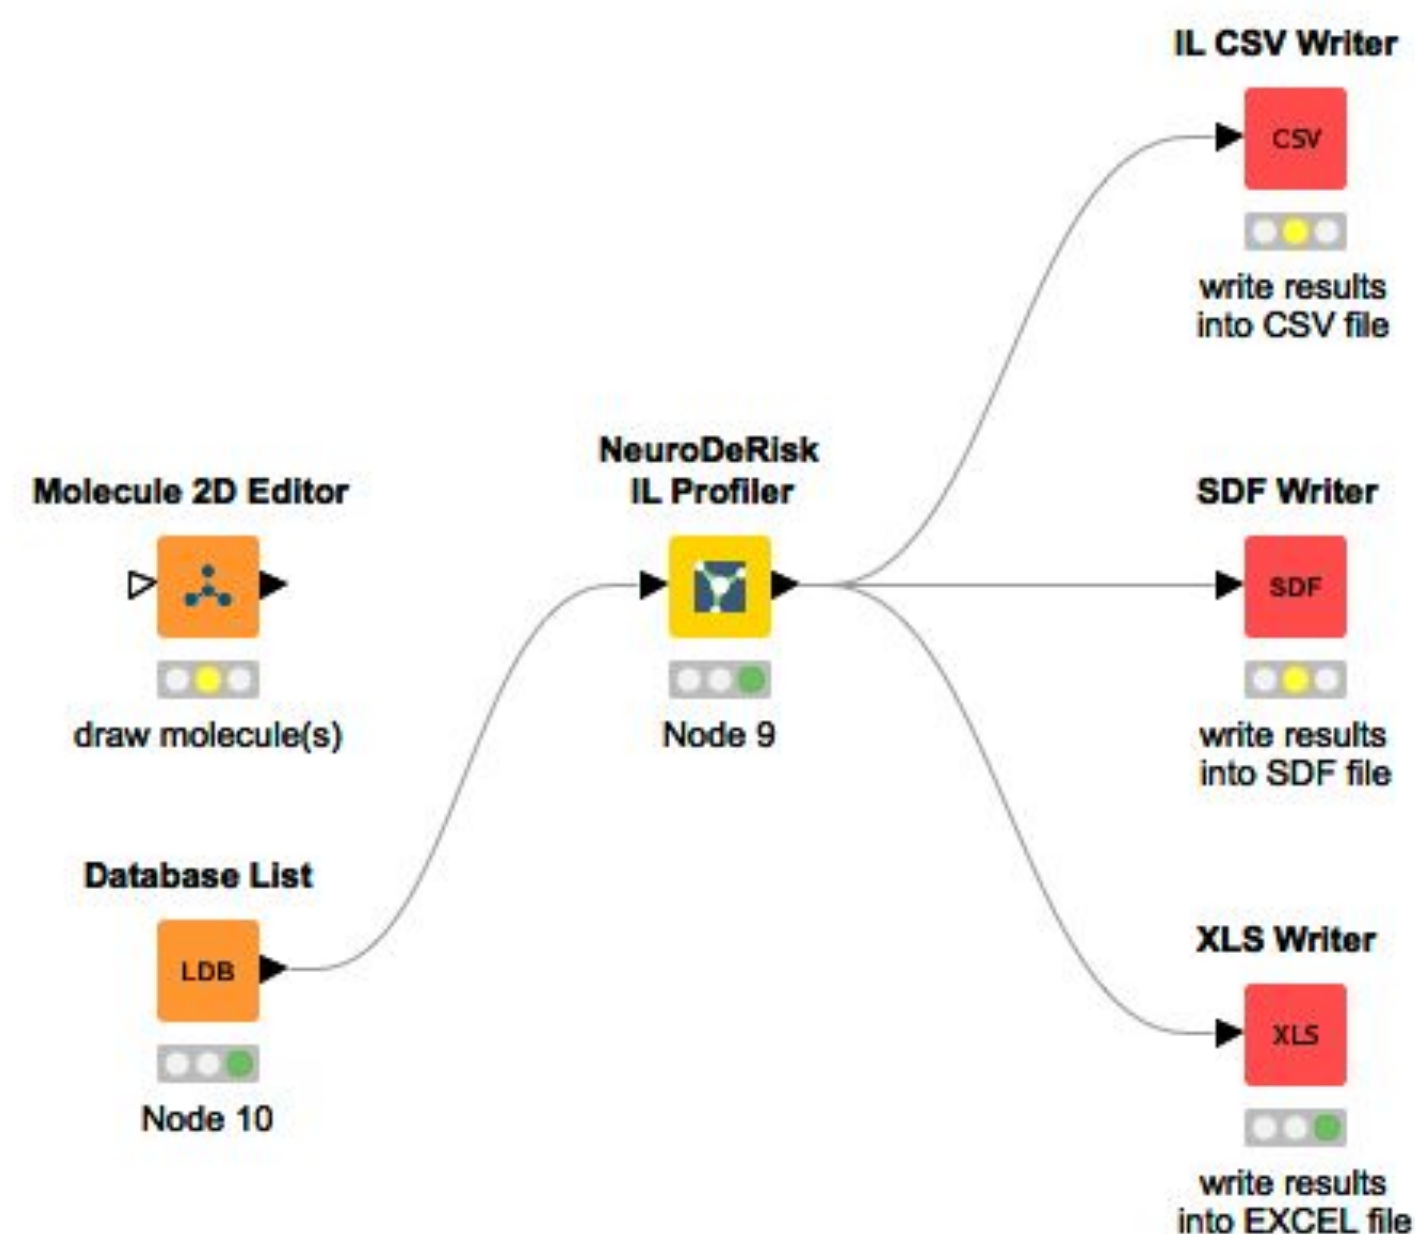 IL CSV Writer
CSV
write results
into CSV file
NeuroDeRisk
IL Profiler
Node 9
Molecule 2D Editor
draw molecule(s)
SDF Writer
SDF
write results
into SDF file
Database List
LDB
Node 10
XLS Writer
XLS
write results
into EXCEL file